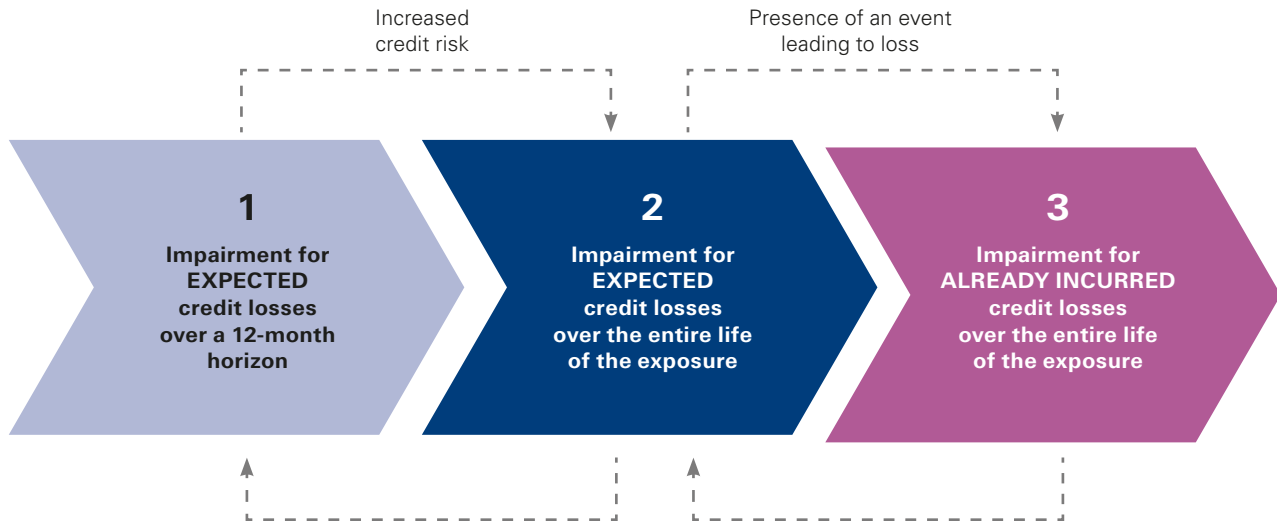 Increased
credit risk
Presence of an event
leading to loss
1
Impairment for
EXPECTED
credit losses
over a 12-month
horizon
2
Impairment for
EXPECTED
credit losses
over the entire life
of the exposure
3
Impairment for
ALREADY INCURRED
credit losses
over the entire life
of the exposure